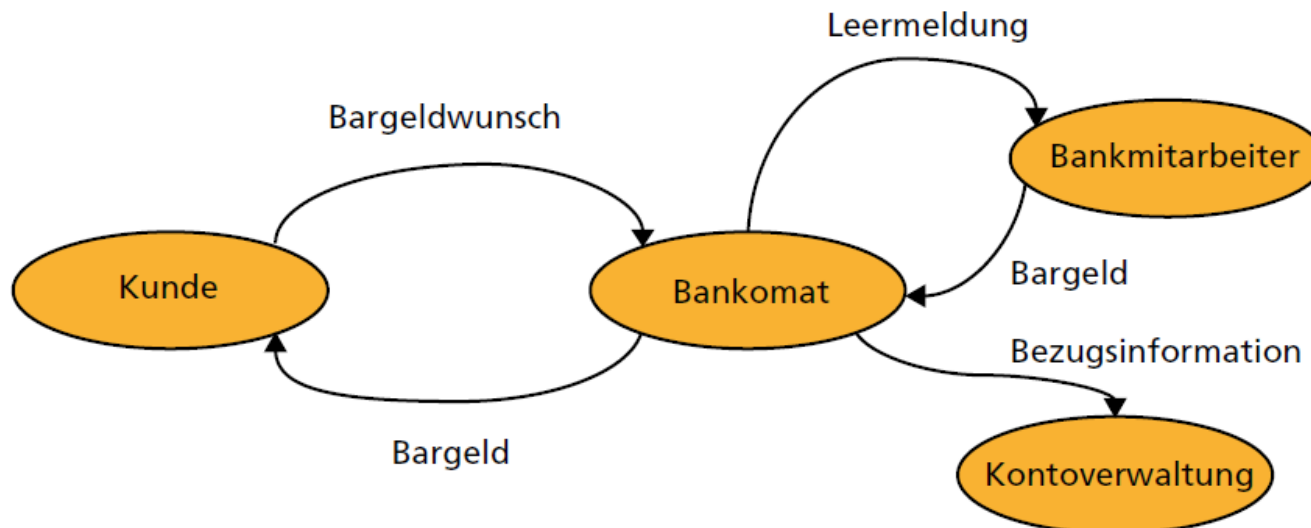 Leermeldung
Bargeldwunsch
Bankmitarbeiter
Kunde
Bankomat
Bargeld
Bezugsinformation
Bargeld
Kontoverwaltung